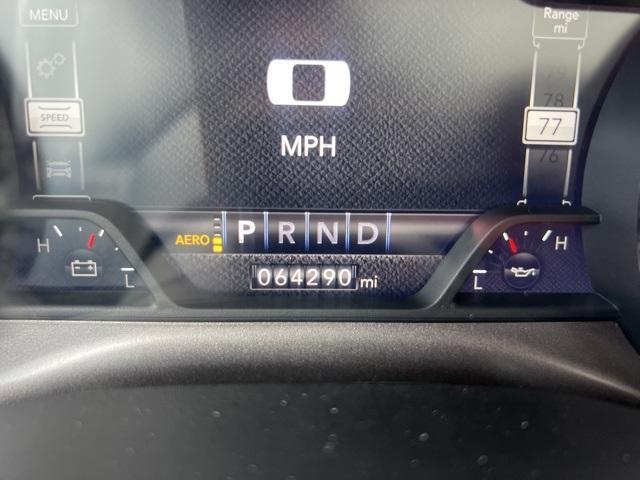 MENU
Range
mi
79
78
SPEED
77
0
MPH
76
AERO P R N D
H
L
064290 mi
H
L